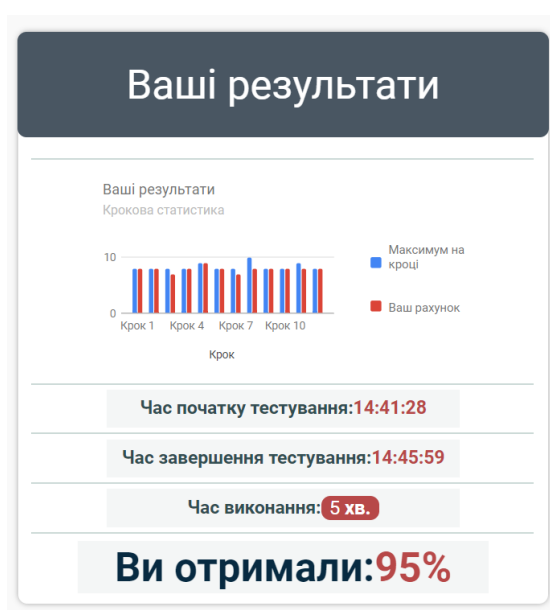 Ваші результати
Ваші результати
Крокова статистика
10
0
Крок 1 Крок 4 Крок 7 Крок 10
Крок
Максимум на
кроці
Ваш рахунок
Час початку тестування:14:41:28
Час завершення тестування:14:45:59
Час виконання: 5 хв.
Ви отримали:95%